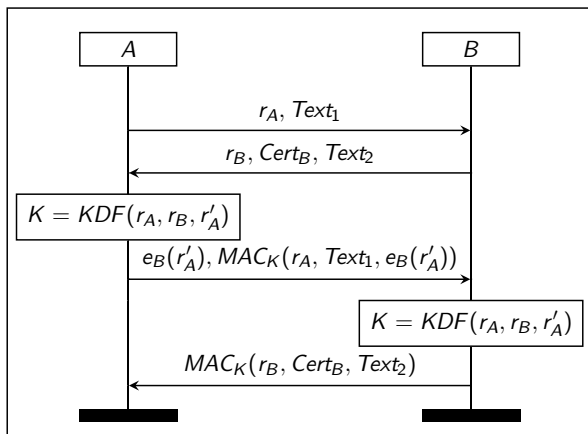 A
B
r_A, Text_1
r_B, Cert_B, Text_2
K = KDF(r_A, r_B, r'_A)
e_B(r'_A), MAC_K(r_A, Text_1, e_B(r'_A))
K = KDF(r_A, r_B, r'_A)
MAC_K(r_B, Cert_B, Text_2)